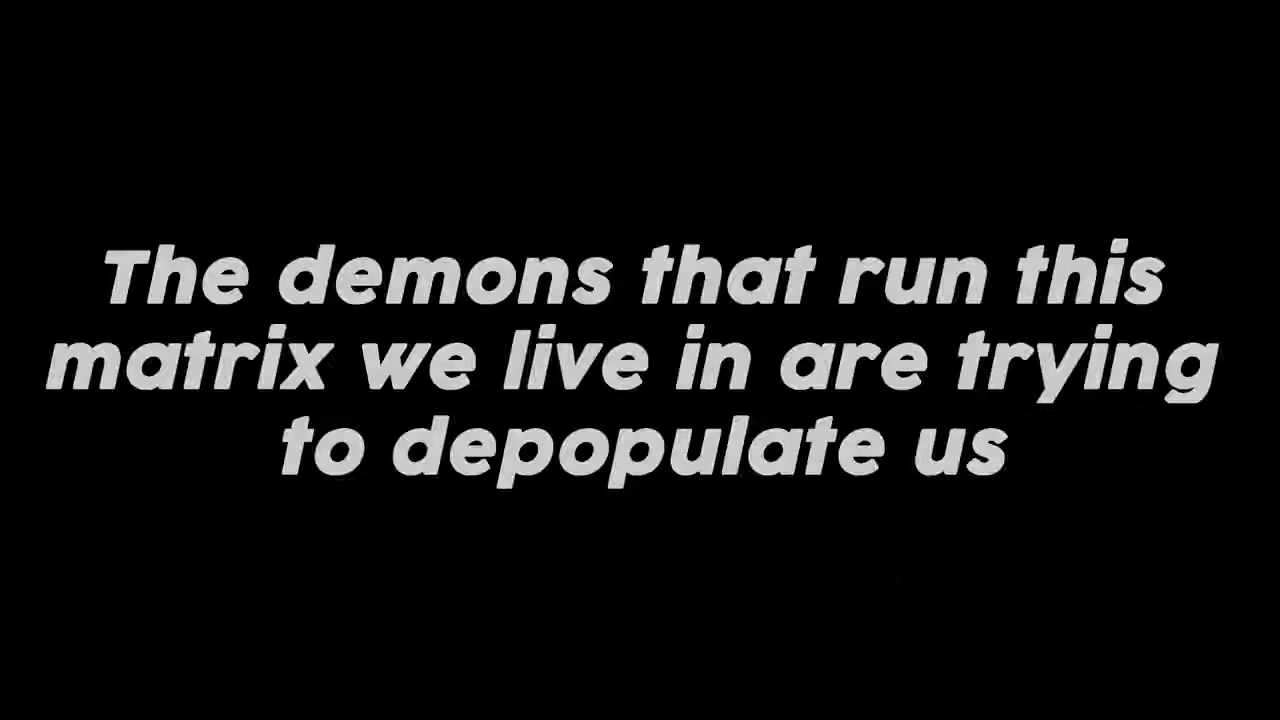 The demons that run this
matrix we live in are trying
to depopulate us